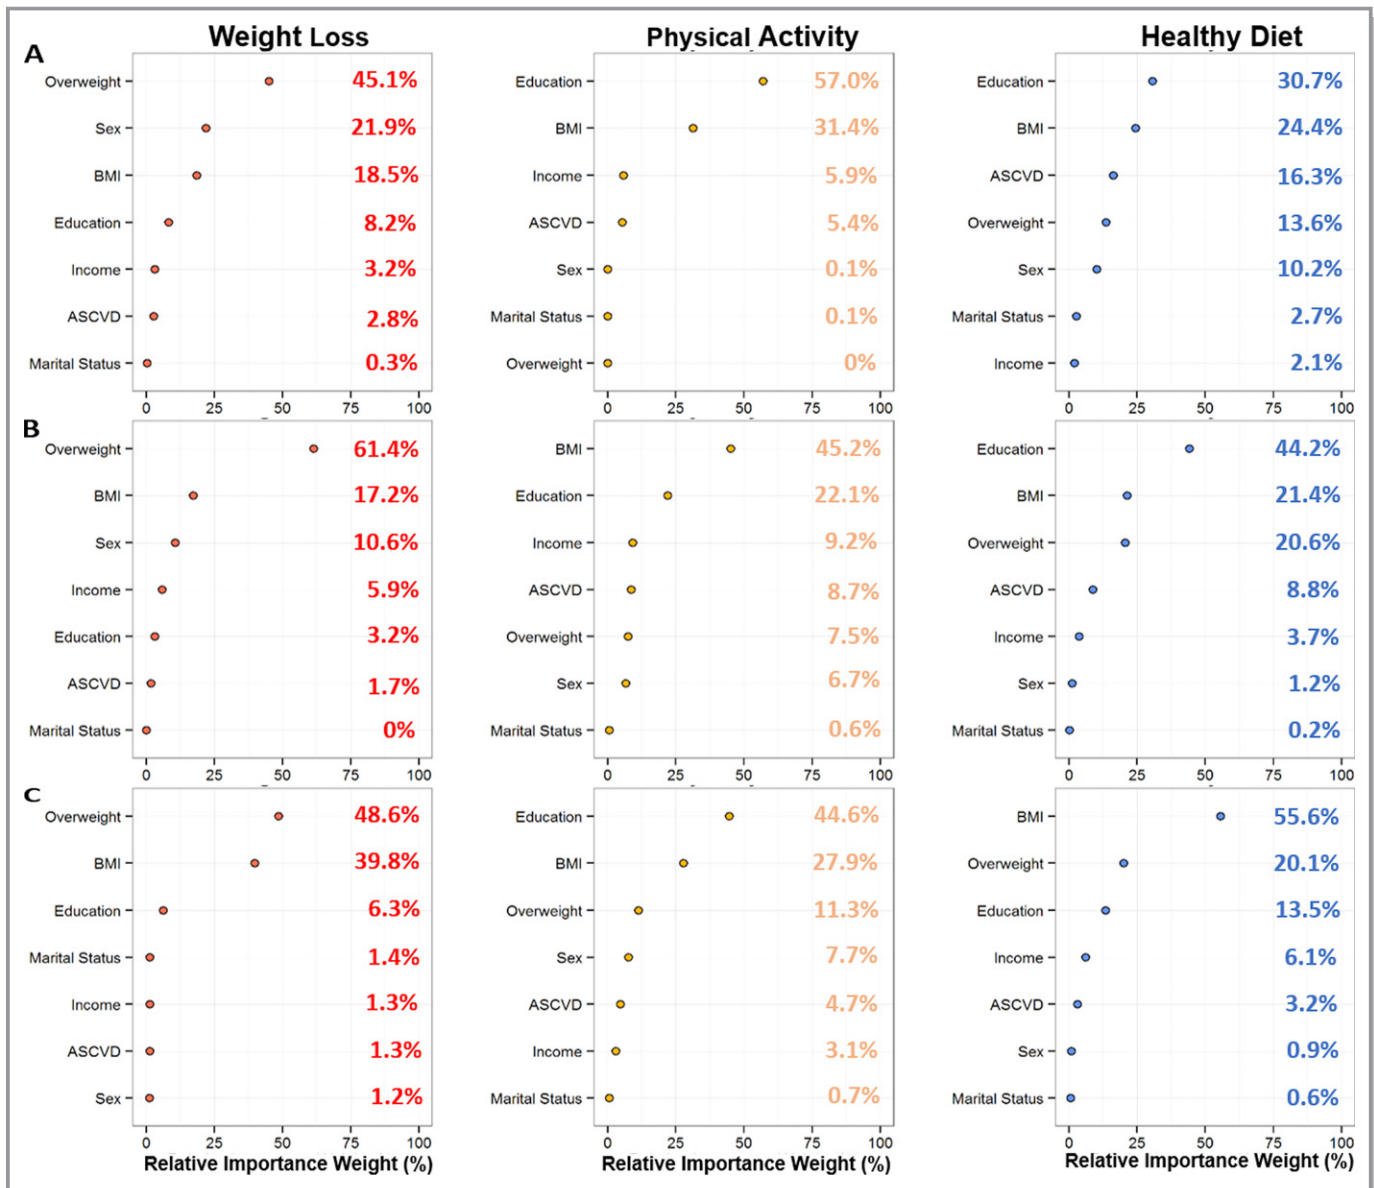 Weight Loss Physical Activity Healthy Diet
A
Overweight 45.1% Education 57.0% Education 30.7%
Sex 21.9% BMI 31.4% BMI 24.4%
BMI 18.5% Income 5.9% ASCVD 16.3%
Education 8.2% ASCVD 5.4% Overweight 13.6%
Income 3.2% Sex 0.1% Sex 10.2%
ASCVD 2.8% Marital Status 0.1% Marital Status 2.7%
Marital Status 0.3% Overweight 0% Income 2.1%
0 25 50 75 100 0 25 50 75 100 0 25 50 75 100
B
Overweight 61.4% BMI 45.2% Education 44.2%
BMI 17.2% Education 22.1% BMI 21.4%
Sex 10.6% Income 9.2% Overweight 20.6%
Income 5.9% ASCVD 8.7% ASCVD 8.8%
Education 3.2% Overweight 7.5% Income 3.7%
ASCVD 1.7% Sex 6.7% Sex 1.2%
Marital Status 0% Marital Status 0.6% Marital Status 0.2%
0 25 50 75 100 0 25 50 75 100 0 25 50 75 100
C
Overweight 48.6% Education 44.6% BMI 55.6%
BMI 39.8% BMI 27.9% Overweight 20.1%
Education 6.3% Overweight 11.3% Education 13.5%
Marital Status 1.4% Sex 7.7% Income 6.1%
Income 1.3% ASCVD 4.7% ASCVD 3.2%
ASCVD 1.3% Income 3.1% Sex 0.9%
Sex 1.2% Marital Status 0.7% Marital Status 0.6%
0 25 50 75 100 0 25 50 75 100 0 25 50 75 100
Relative Importance Weight (%) Relative Importance Weight (%) Relative Importance Weight (%)